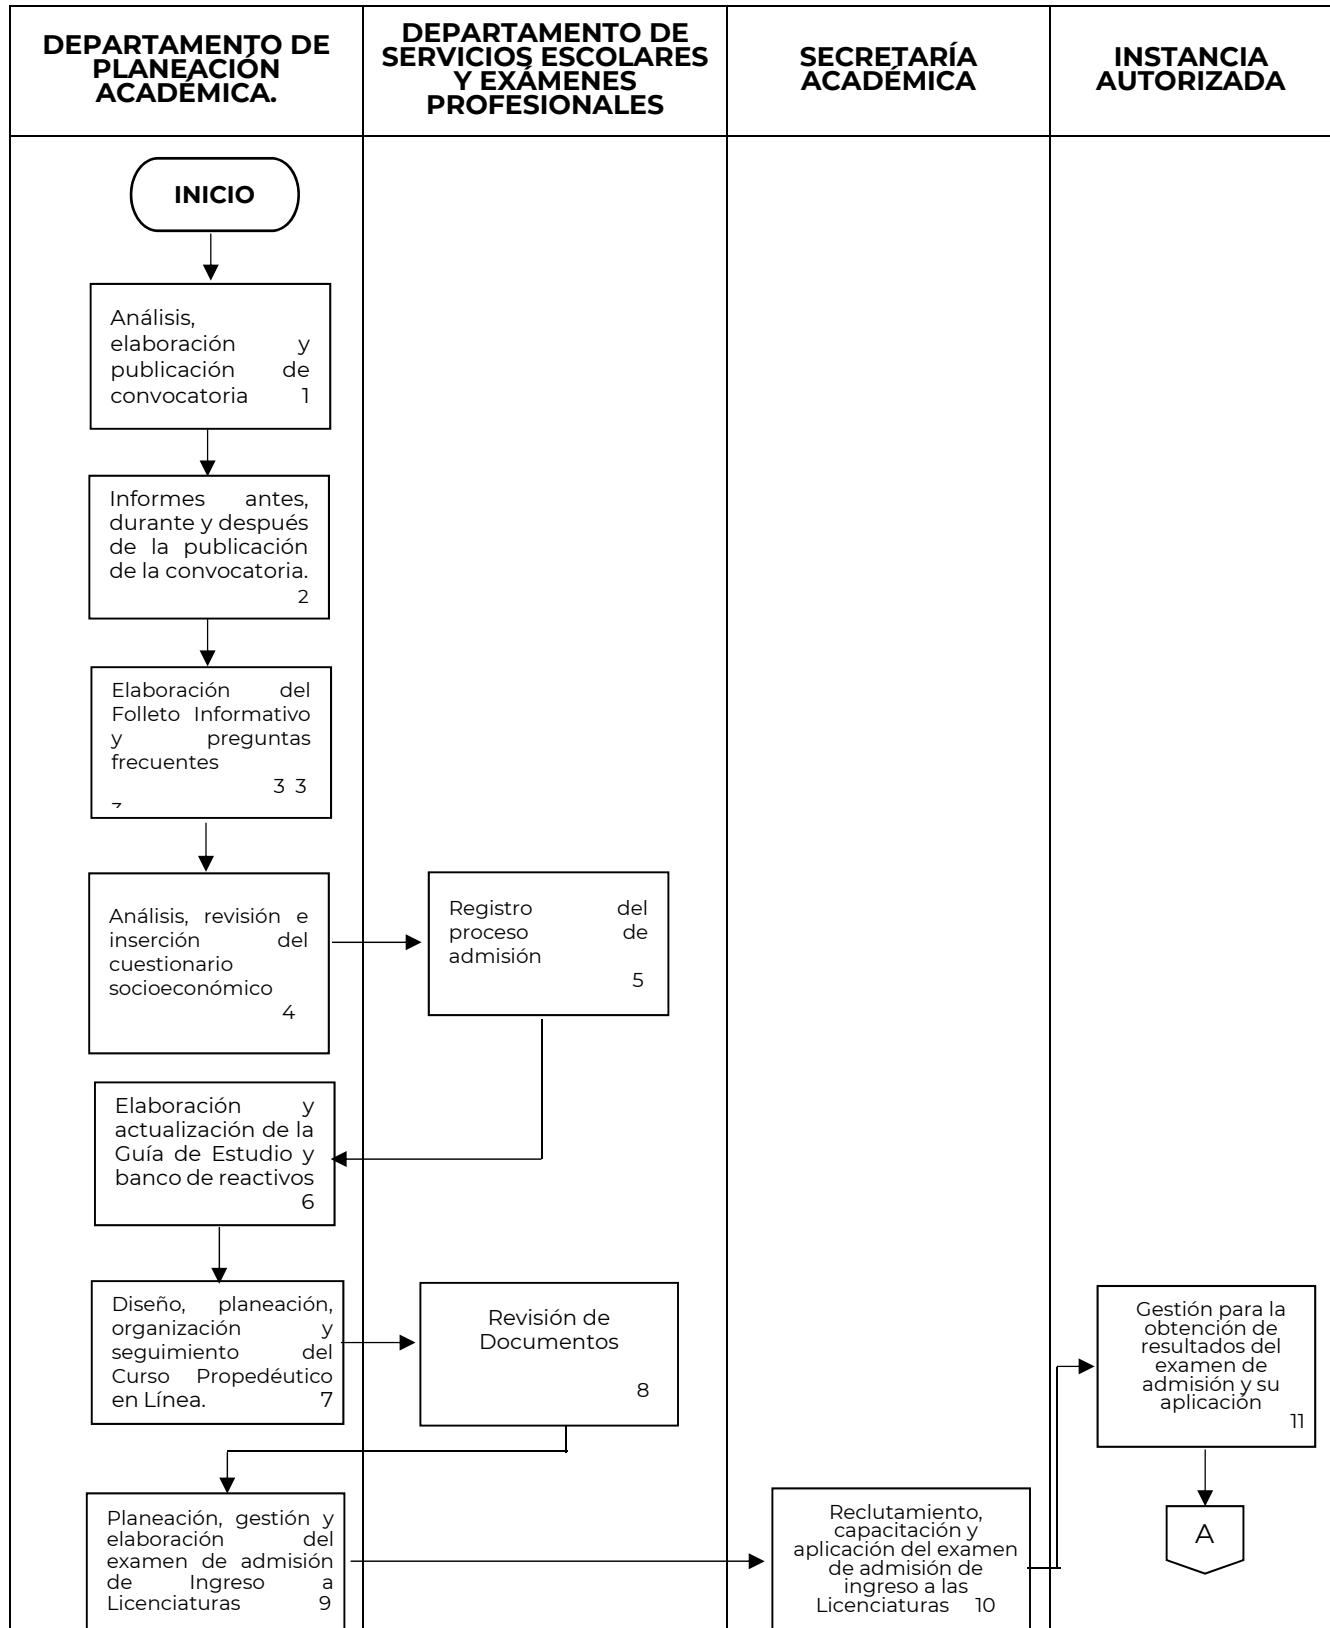 DEPARTAMENTO DE
PLANEACIÓN
ACADÉMICA.
DEPARTAMENTO DE
SERVICIOS ESCOLARES
Y EXÁMENES
PROFESIONALES
SECRETARÍA
ACADÉMICA
INSTANCIA
AUTORIZADA
INICIO
Análisis,
elaboración y
publicación de
convocatoria 1
Informes antes,
durante y después
de la publicación
de la convocatoria.
2
Elaboración del
Folleto Informativo
y preguntas
frecuentes
3 3
Análisis, revisión e
inserción del
cuestionario
socioeconómico
4
Registro del
proceso de
admisión
5
Elaboración y
actualización de la
Guía de Estudio y
banco de reactivos
6
Diseño, planeación,
organización y
seguimiento del
Curso Propedéutico
en Línea. 7
Revisión de
Documentos
8
Planeación, gestión y
elaboración del
examen de admisión
de Ingreso a
Licenciaturas 9
Reclutamiento,
capacitación y
aplicación del examen
de admisión de
ingreso a las
Licenciaturas 10
Gestión para la
obtención de
resultados del
examen de
admisión y su
aplicación
11
A